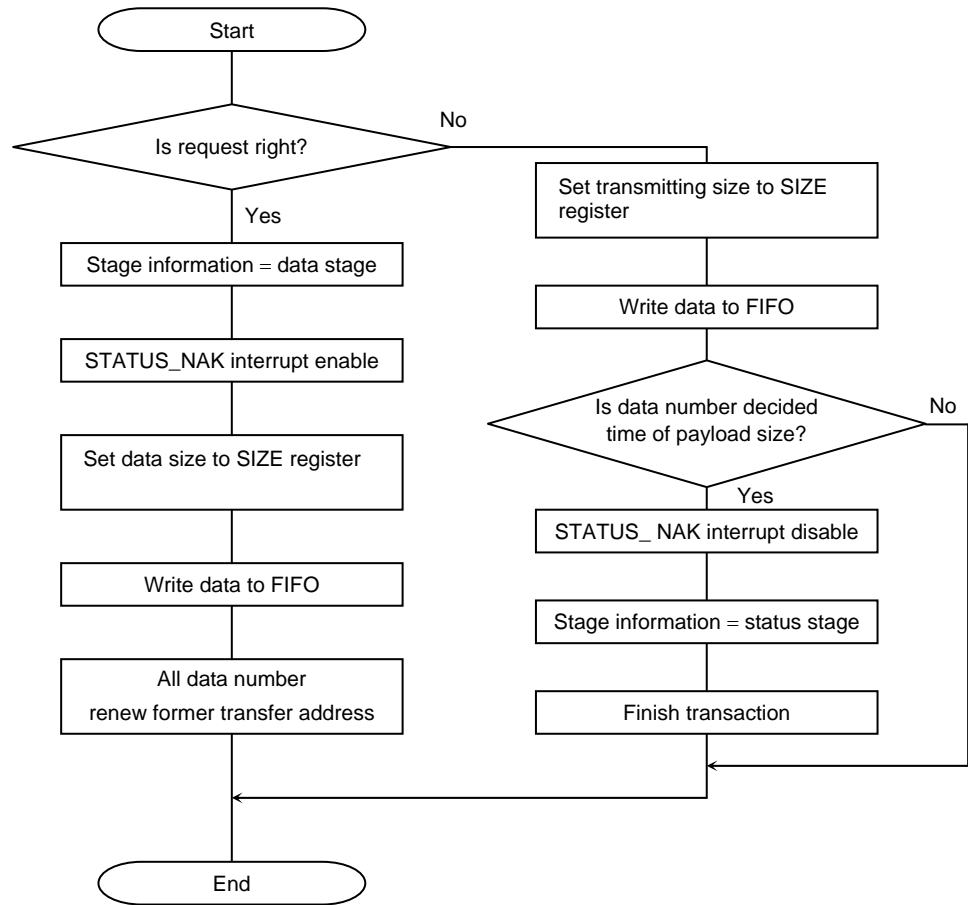 Start
Is request right?
No
Yes
Stage information = data stage
STATUS_NAK interrupt enable
Set data size to SIZE register
Write data to FIFO
All data number
renew former transfer address
Set transmitting size to SIZE
register
Write data to FIFO
Is data number decided
time of payload size?
No
Yes
STATUS_ NAK interrupt disable
Stage information = status stage
Finish transaction
End